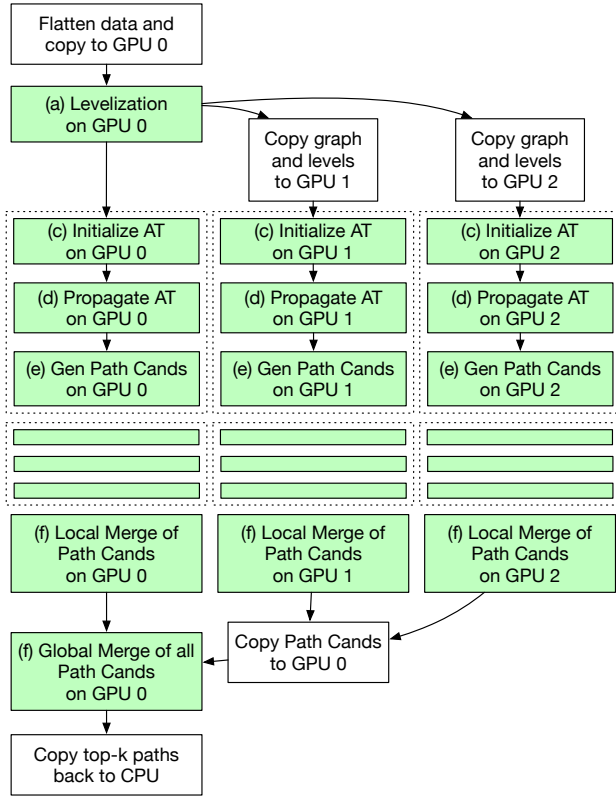 Flatten data and
copy to GPU 0
(a) Levelization
on GPU 0
Copy graph
and levels
to GPU 1
Copy graph
and levels
to GPU 2
(c) Initialize AT
on GPU 0
(c) Initialize AT
on GPU 1
(c) Initialize AT
on GPU 2
(d) Propagate AT
on GPU 0
(d) Propagate AT
on GPU 1
(d) Propagate AT
on GPU 2
(e) Gen Path Cands
on GPU 0
(e) Gen Path Cands
on GPU 1
(e) Gen Path Cands
on GPU 2
(f) Local Merge of
Path Cands
on GPU 0
(f) Local Merge of
Path Cands
on GPU 1
(f) Local Merge of
Path Cands
on GPU 2
(f) Global Merge of all
Path Cands
on GPU 0
Copy Path Cands
to GPU 0
Copy top-k paths
back to CPU